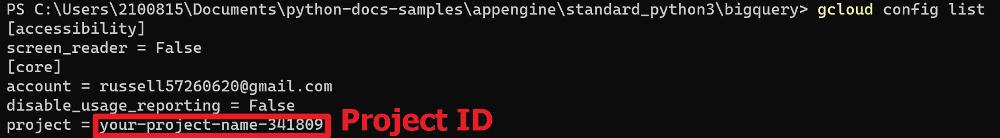 PS C:\Users\2100815\Documents\python-docs-samples\appengine\standard_python3\bigquery> gcloud config list
[accessibility]
screen_reader = False
[core]
account = russell57260620@gmail.com
disable_usage_reporting = False
project = your-project-name-341809 Project ID